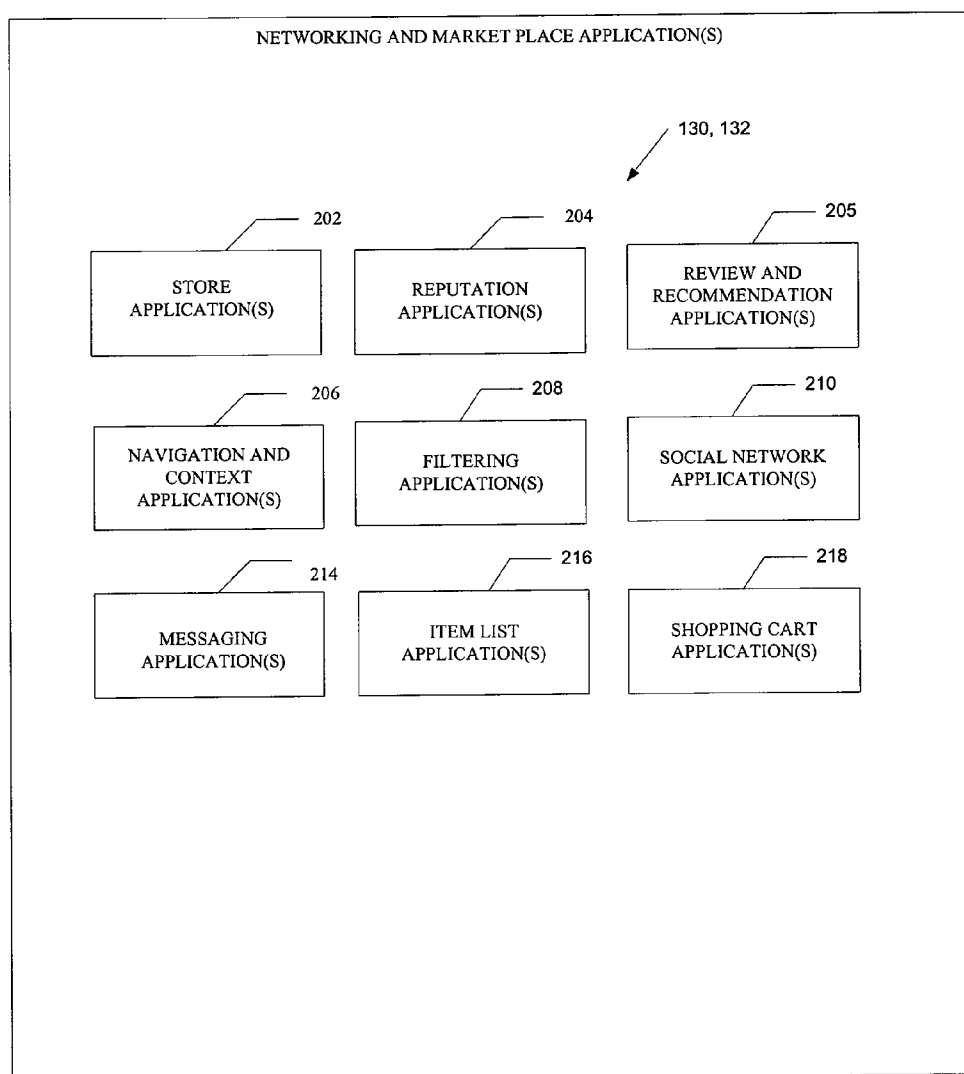 NETWORKING AND MARKET PLACE APPLICATION(S)
130, 132
202
204
205
STORE
APPLICATION(S)
REPUTATION
APPLICATION(S)
REVIEW AND
RECOMMENDATION
APPLICATION(S)
206
208
210
NAVIGATION AND
CONTEXT
APPLICATION(S)
FILTERING
APPLICATION(S)
SOCIAL NETWORK
APPLICATION(S)
214
216
218
MESSAGING
APPLICATION(S)
ITEM LIST
APPLICATION(S)
SHOPPING CART
APPLICATION(S)